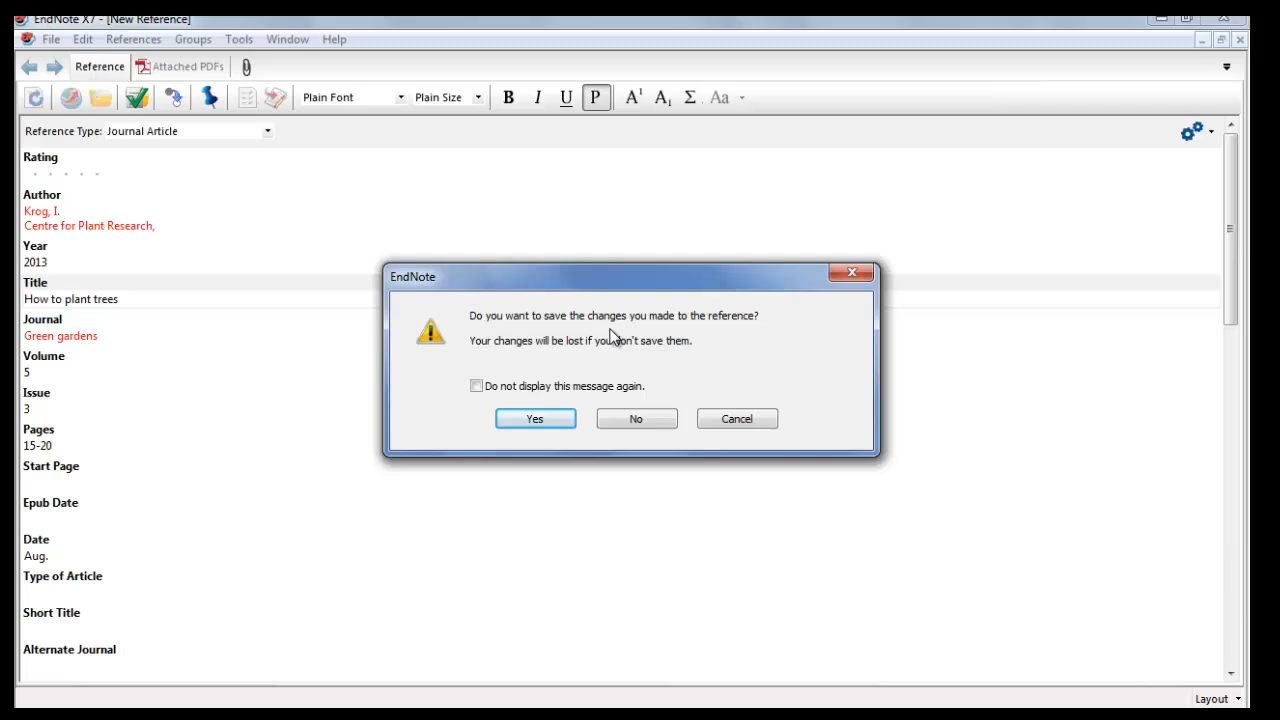 EndNote X7 - [New Reference]
File Edit References Groups Tools Window Help
Reference Attached PDFs
Plain Font Plain Size B I U P A¹ A₁ Σ Aa
Reference Type: Journal Article
Rating
Author
Krog, I.
Centre for Plant Research,
Year
2013
Title
How to plant trees
Journal
Green gardens
Volume
5
Issue
3
Pages
15-20
Start Page
Epub Date
Date
Aug.
Type of Article
Short Title
Alternate Journal
EndNote
Do you want to save the changes you made to the reference?
Your changes will be lost if you don't save them.
Do not display this message again.
Yes No Cancel
Layout